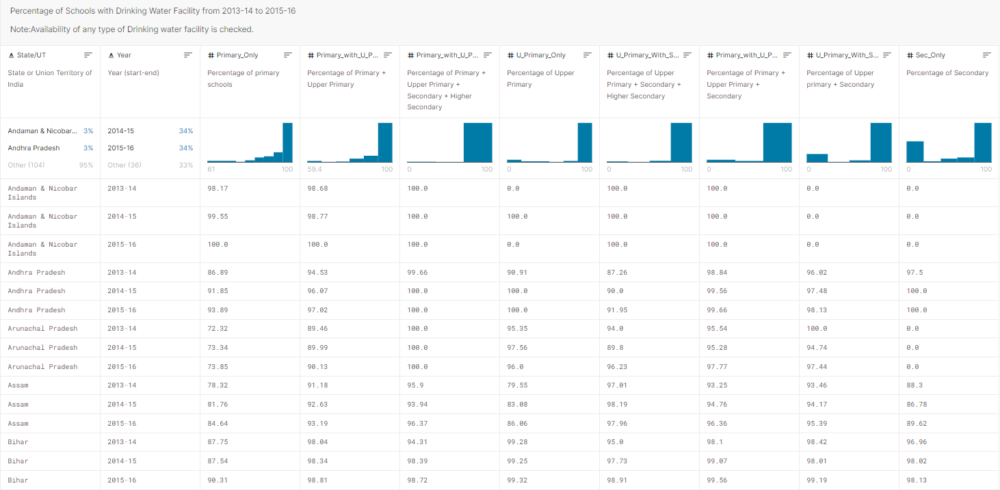 Percentage of Schools with Drinking Water Facility from 2013-14 to 2015-16
Note:Availability of any type of Drinking water facility is checked.
State/UT Year Primary_Only Primary_with_U_P... Primary_with_U_P... U_Primary_Only U_Primary_With_S... Primary_with_U_P... U_Primary_With_S... Sec_Only
State or Union Territory of Year (start-end) Percentage of primary Percentage of Primary + Percentage of Primary + Percentage of Upper Percentage of Upper Percentage of Primary + Percentage of Upper Percentage of Secondary
India schools Upper Primary Upper Primary + Primary Primary + Secondary + Upper Primary + primary + Secondary
Secondary + Higher Higher Secondary Secondary
Secondary
Andaman & Nicobar... 3% 2014-15 34%
Andhra Pradesh 3% 2015-16 34%
Other (104) 95% Other (36) 33% 61 100 59.4 100 0 100 0 100 0 100 0 100 0 100 0 100
Andaman & Nicobar 2013-14 98.17 98.68 100.0 0.0 100.0 100.0 0.0 0.0
Islands
Andaman & Nicobar 2014-15 99.55 98.77 100.0 100.0 100.0 100.0 0.0 0.0
Islands
Andaman & Nicobar 2015-16 100.0 100.0 100.0 0.0 100.0 100.0 0.0 0.0
Islands
Andhra Pradesh 2013-14 86.89 94.53 99.66 90.91 87.26 98.84 96.02 97.5
Andhra Pradesh 2014-15 91.85 96.07 100.0 100.0 90.0 99.56 97.48 100.0
Andhra Pradesh 2015-16 93.89 97.02 100.0 100.0 91.95 99.66 98.13 100.0
Arunachal Pradesh 2013-14 72.32 89.46 100.0 95.35 94.0 95.54 100.0 0.0
Arunachal Pradesh 2014-15 73.34 89.99 100.0 97.56 89.8 95.28 94.74 0.0
Arunachal Pradesh 2015-16 73.85 90.13 100.0 96.0 96.23 97.77 97.44 0.0
Assam 2013-14 78.32 91.18 95.9 79.55 97.01 93.25 93.46 88.3
Assam 2014-15 81.76 92.63 93.94 83.08 98.19 94.76 94.17 86.78
Assam 2015-16 84.64 93.19 96.37 86.06 97.96 96.36 95.39 89.62
Bihar 2013-14 87.75 98.04 94.31 99.28 95.0 98.1 98.42 96.96
Bihar 2014-15 87.54 98.34 98.39 99.25 97.73 99.07 98.01 98.02
Bihar 2015-16 90.31 98.81 98.72 99.32 98.91 99.56 99.19 98.13